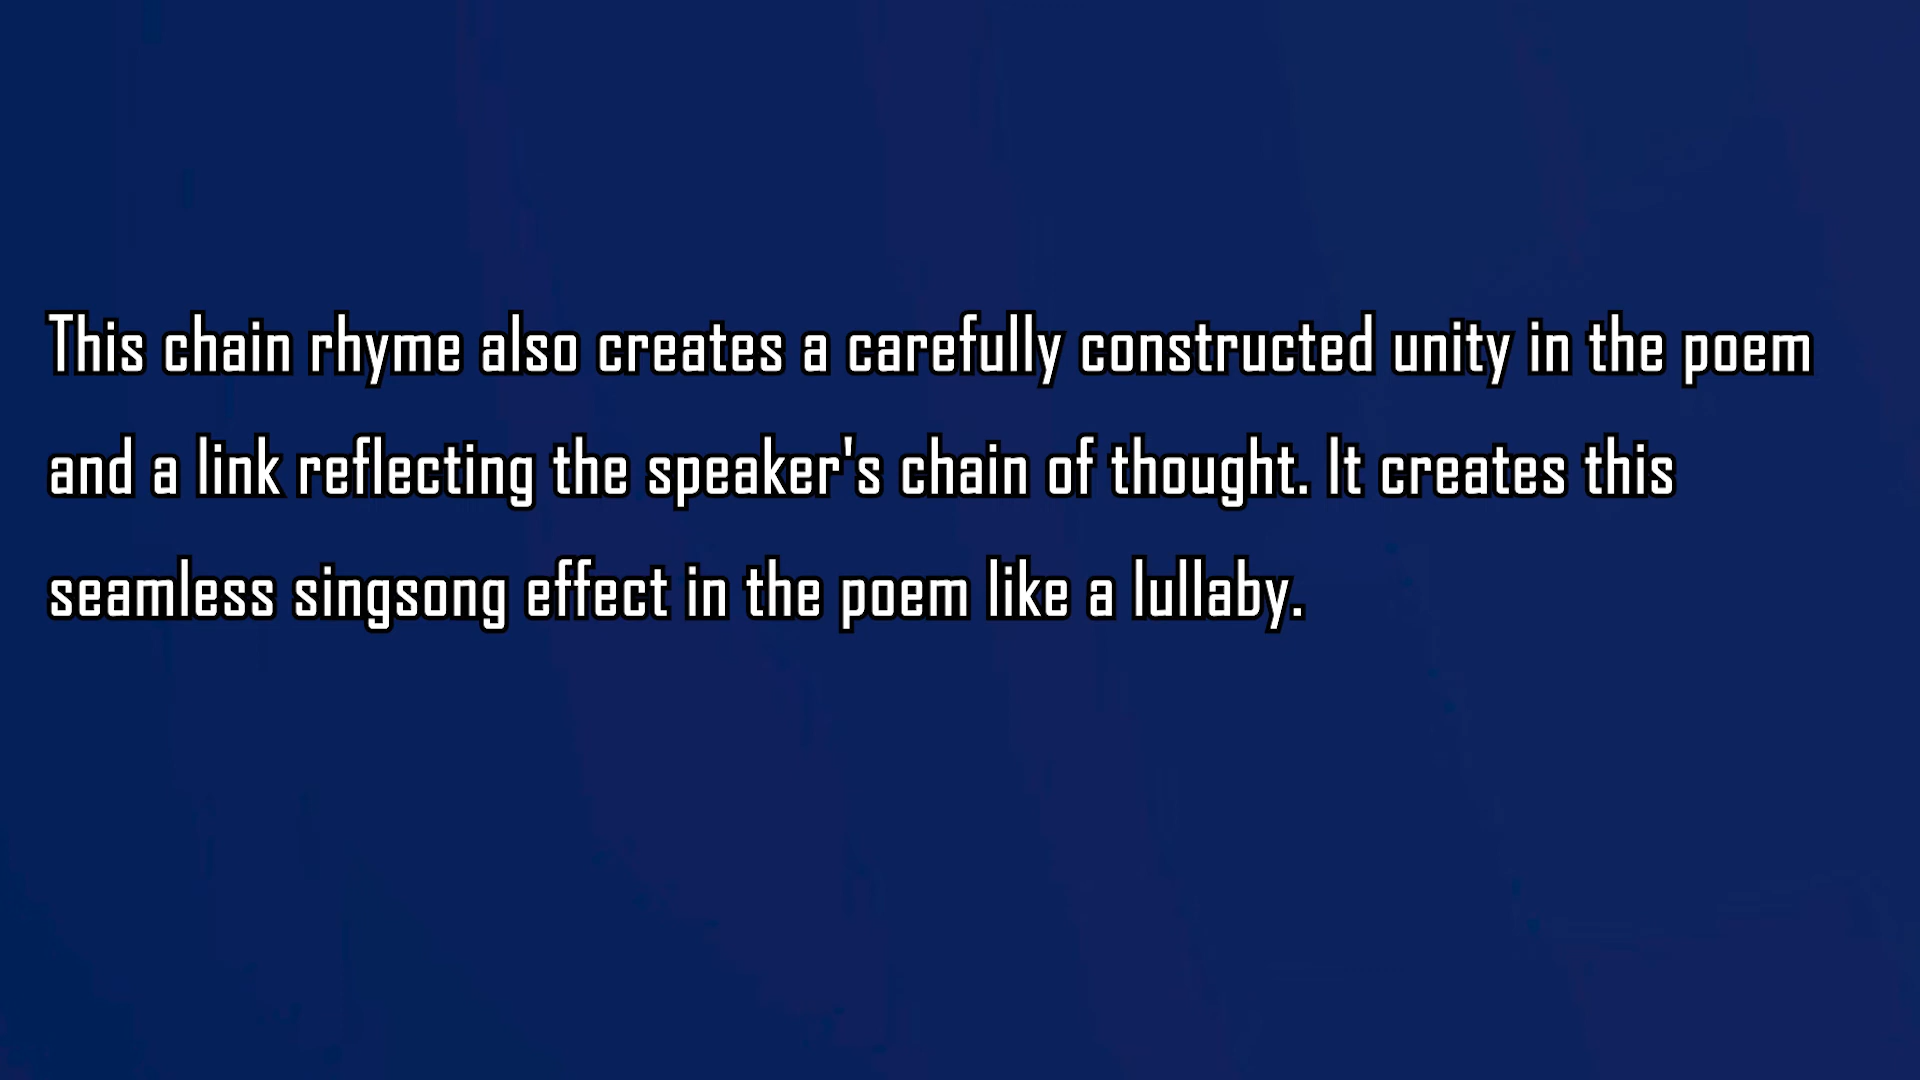 This chain rhyme also creates a carefully constructed unity in the poem
and a link reflecting the speaker's chain of thought. It creates this
seamless singsong effect in the poem like a lullaby.